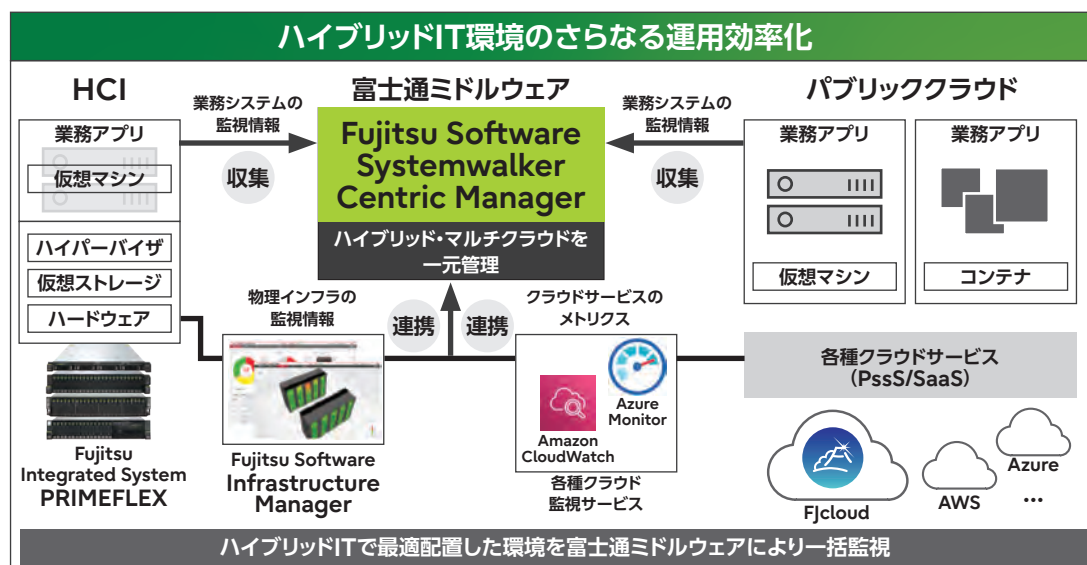 ハイブリッドIT環境のさらなる運用効率化
HCI
業務アプリ
仮想マシン
ハイパーバイザ
仮想ストレージ
ハードウェア
Fujitsu
Integrated System
PRIMEFLEX
業務システムの
監視情報
収集
富士通ミドルウェア
Fujitsu Software
Systemwalker
Centric Manager
ハイブリッド・マルチクラウドを
一元管理
業務システムの
監視情報
収集
パブリッククラウド
業務アプリ
仮想マシン
業務アプリ
コンテナ
物理インフラの
監視情報
連携
連携
クラウドサービスの
メトリクス
Fujitsu Software
Infrastructure
Manager
Amazon
CloudWatch
Azure
Monitor
各種クラウド
監視サービス
各種クラウドサービス
(PssS/SaaS)
FJcloud
AWS
Azure
…
ハイブリッドITで最適配置した環境を富士通ミドルウェアにより一括監視